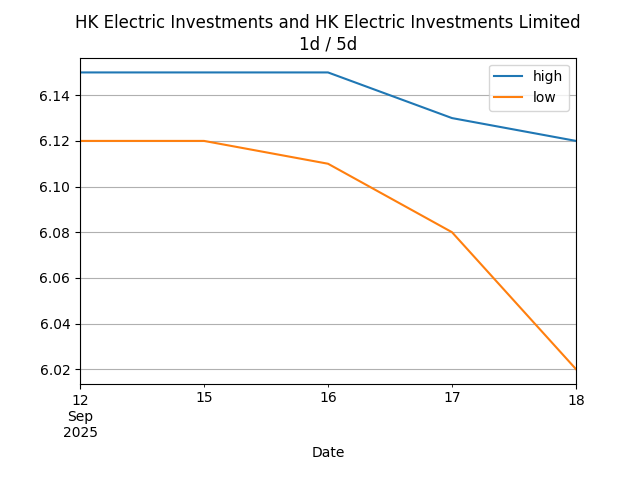 HK Electric Investments and HK Electric Investments Limited
1d / 5d
high
low
6.14
6.12
6.10
6.08
6.06
6.04
6.02
12 15 16 17 18
Sep
2025
Date